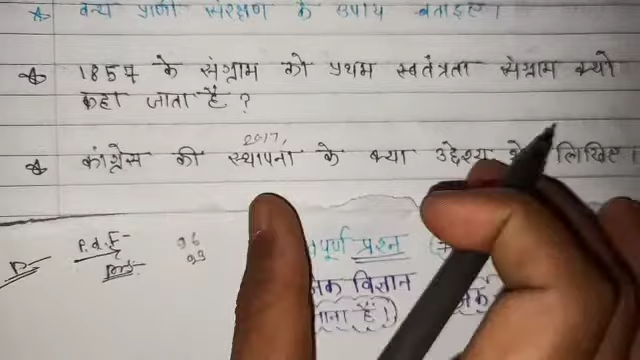 वन्य प्राणी संरक्षण के उपाय बताइए।
1857 के संग्राम को प्रथम स्वतंत्रता संग्राम क्यों
कहा जाता है ?
2017,
कांग्रेस की स्थापना के क्या उद्देश्य थे लिखिए।
P.d.F-
पूर्ण प्रश्न
विज्ञान
है।